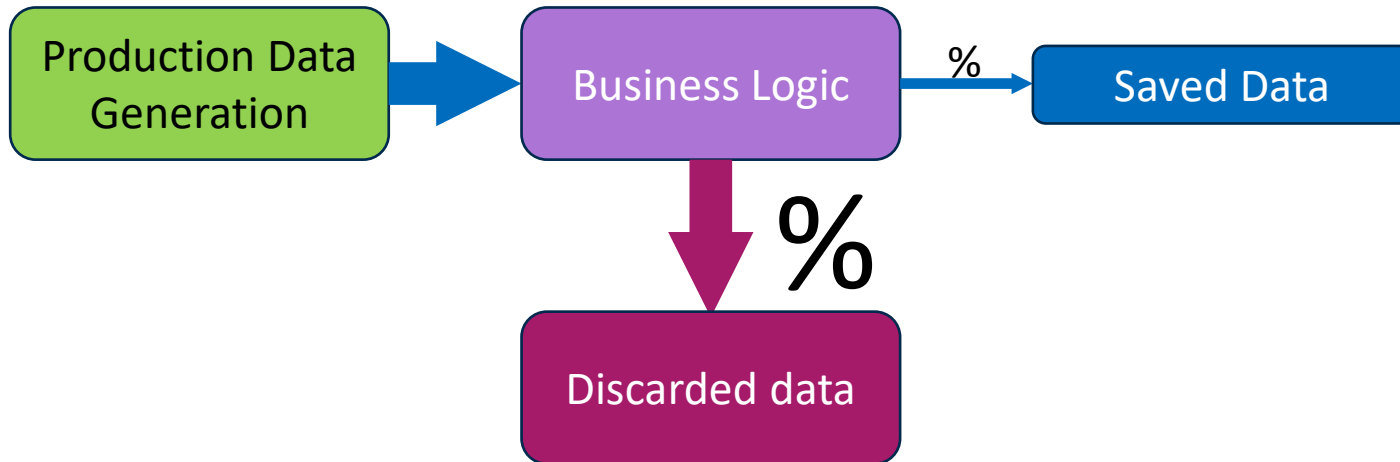 Production Data
Generation
Business Logic
%
Saved Data
%
Discarded data